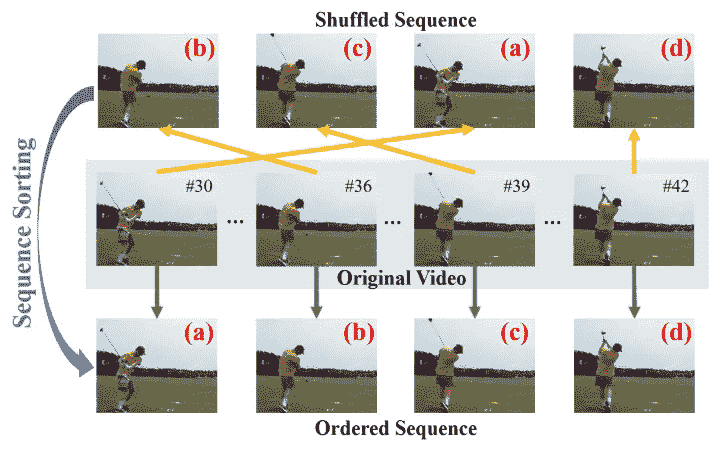 Shuffled Sequence
(b) (c) (a) (d)
Sequence Sorting
#30 #36 #39 #42
... ... ...
Original Video
(a) (b) (c) (d)
Ordered Sequence